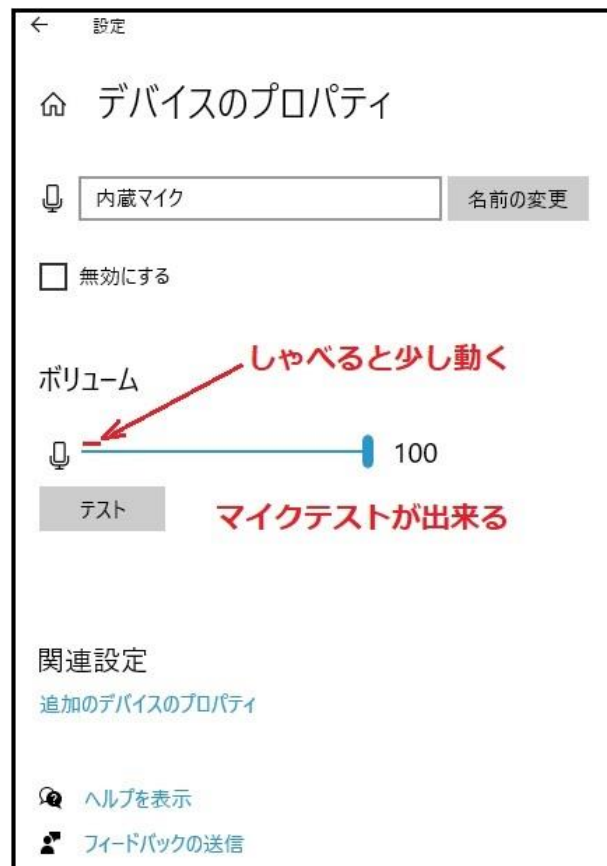 設定
デバイスのプロパティ
内蔵マイク
名前の変更
無効にする
しゃべると少し動く
ボリューム
100
テスト
マイクテストが出来る
関連設定
追加のデバイスのプロパティ
ヘルプを表示
フィードバックの送信